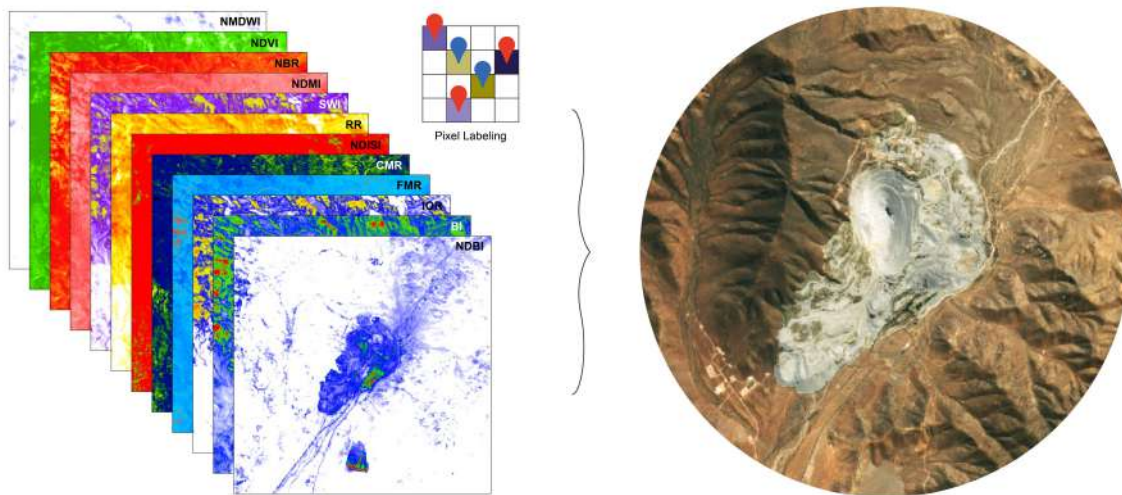 NMDWI
NDVI
NBR
NDMI
SWI
RR
NDISI
CMR
FMR
IOR
BI
NDBI
Pixel Labeling